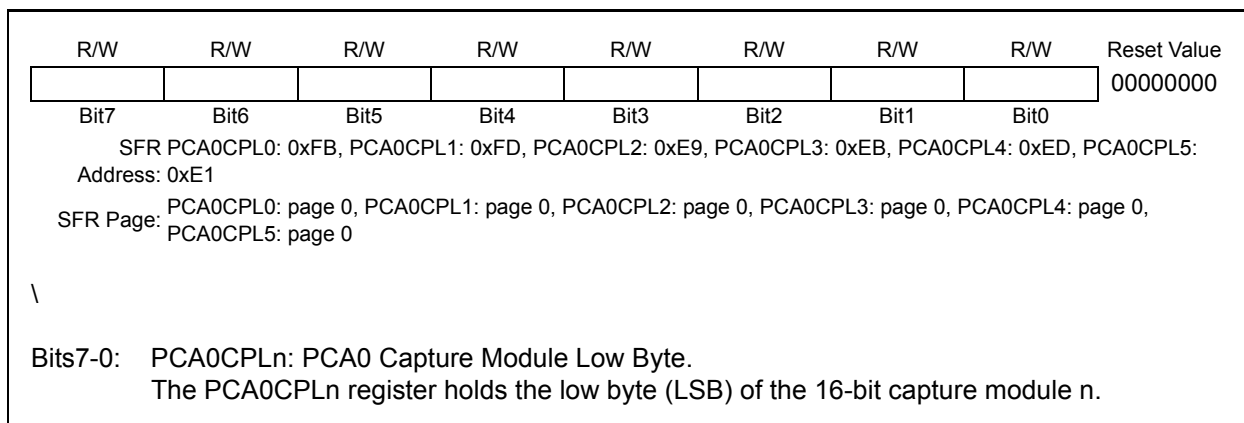 R/W R/W R/W R/W R/W R/W R/W R/W Reset Value
00000000
Bit7 Bit6 Bit5 Bit4 Bit3 Bit2 Bit1 Bit0
SFR PCA0CPL0: 0xFB, PCA0CPL1: 0xFD, PCA0CPL2: 0xE9, PCA0CPL3: 0xEB, PCA0CPL4: 0xED, PCA0CPL5:
Address: 0xE1
SFR Page: PCA0CPL0: page 0, PCA0CPL1: page 0, PCA0CPL2: page 0, PCA0CPL3: page 0, PCA0CPL4: page 0,
PCA0CPL5: page 0
\
Bits7-0: PCA0CPLn: PCA0 Capture Module Low Byte.
The PCA0CPLn register holds the low byte (LSB) of the 16-bit capture module n.